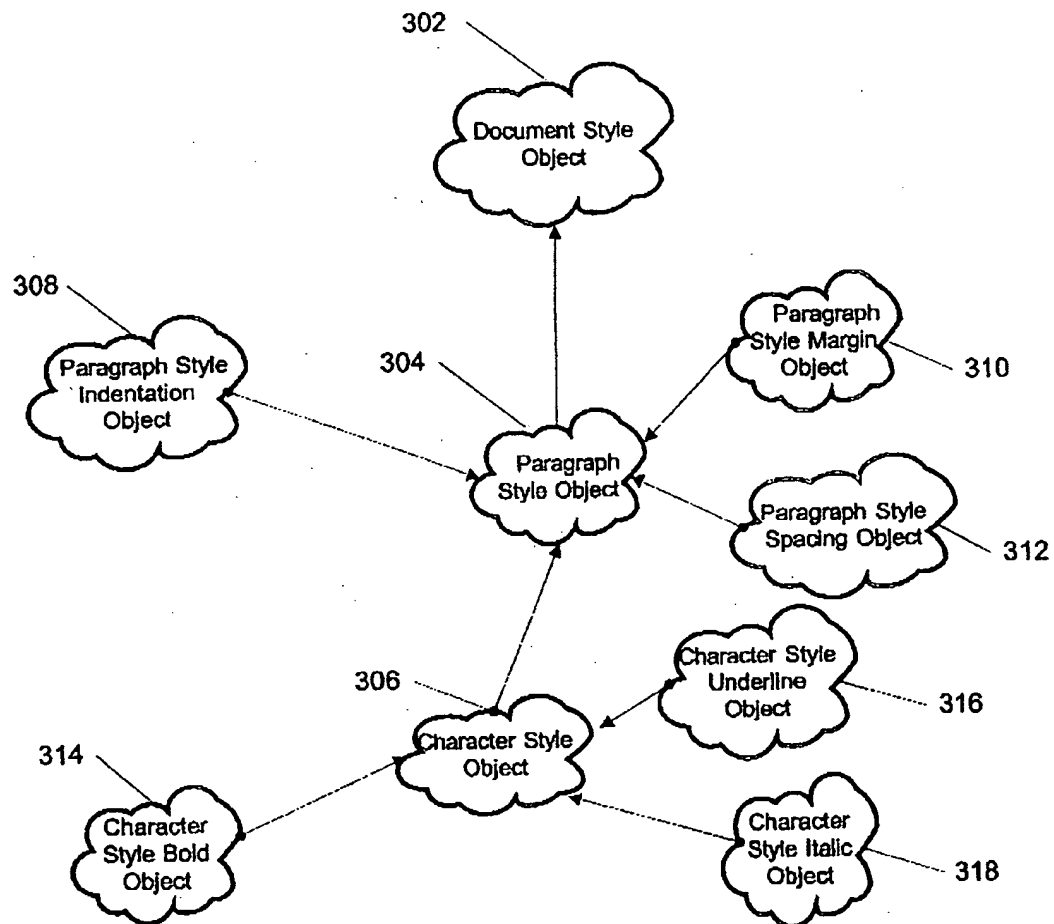 302
Document Style
Object
308
Paragraph Style
Indentation
Object
304
Paragraph
Style Object
Paragraph
Style Margin
Object
310
Paragraph Style
Spacing Object
312
306
Character Style
Object
Character Style
Underline
Object
316
314
Character
Style Bold
Object
Character
Style Italic
Object
318